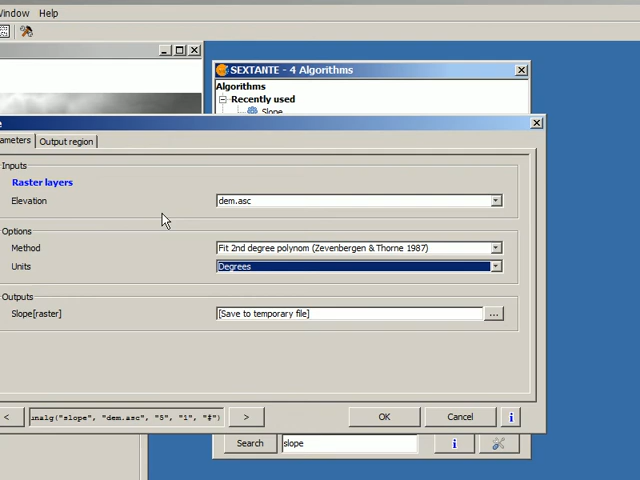 Window Help
SEXTANTE - 4 Algorithms
Algorithms
Recently used
Slope
Output region
Inputs
Raster layers
Elevation
dem.asc
Options
Method
Fit 2nd degree polynom (Zevenbergen & Thorne 1987)
Units
Degrees
Outputs
Slope[raster]
[Save to temporary file]
...
< "slope", "dem.asc", "5", "1", "#") >
OK
Cancel
i
Search
slope
i